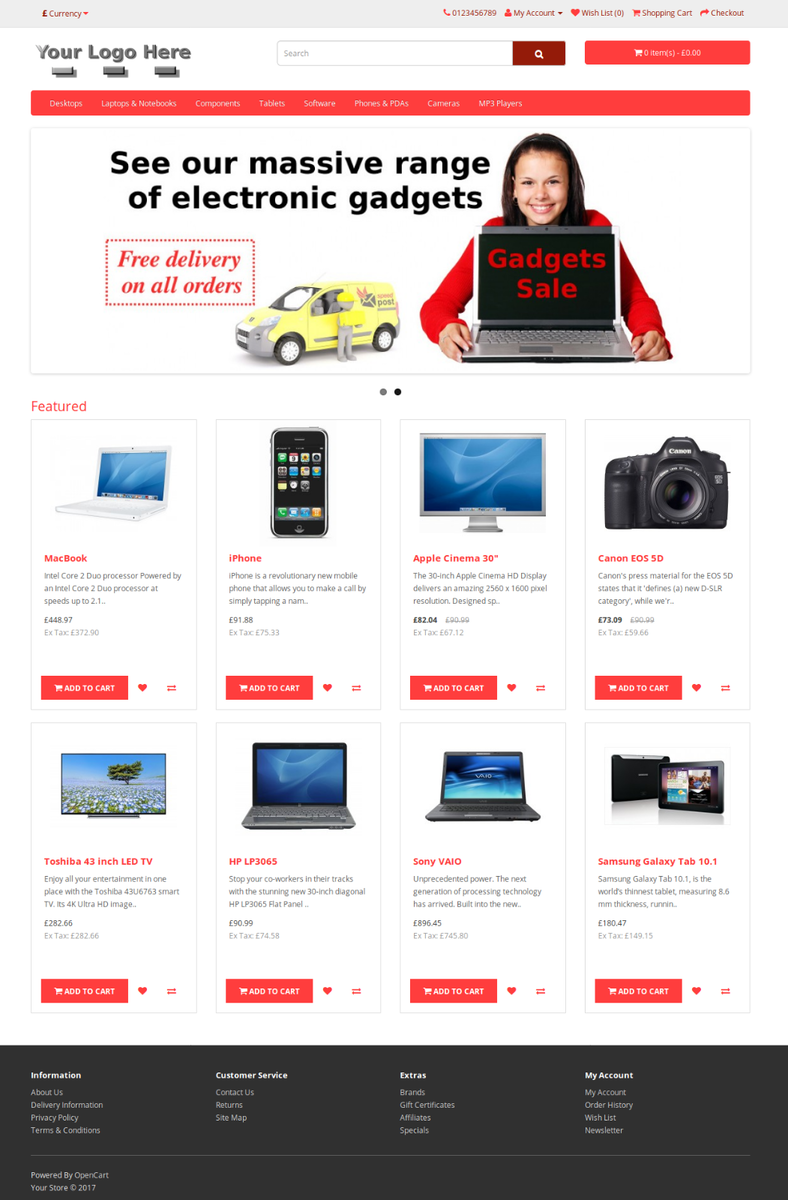 £ Currency
0123456789 My Account Wish List (0) Shopping Cart Checkout
Your Logo Here
Search
0 item(s) - £0.00
Desktops Laptops & Notebooks Components Tablets Software Phones & PDAs Cameras MP3 Players
See our massive range
of electronic gadgets
Free delivery
on all orders
speed
post
Gadgets
Sale
Featured
Canon
VAIO
MacBook
Intel Core 2 Duo processor Powered by
an Intel Core 2 Duo processor at
speeds up to 2.1..
£448.97
Ex Tax: £372.90
ADD TO CART
iPhone
iPhone is a revolutionary new mobile
phone that allows you to make a call by
simply tapping a nam..
£91.88
Ex Tax: £75.33
ADD TO CART
Apple Cinema 30"
The 30-inch Apple Cinema HD Display
delivers an amazing 2560 x 1600 pixel
resolution. Designed sp..
£82.04 £90.99
Ex Tax: £67.12
ADD TO CART
Canon EOS 5D
Canon's press material for the EOS 5D
states that it 'defines (a) new D-SLR
category', while we'r..
£73.09 £90.99
Ex Tax: £59.66
ADD TO CART
Toshiba 43 inch LED TV
Enjoy all your entertainment in one
place with the Toshiba 43U6763 smart
TV. Its 4K Ultra HD image..
£282.66
Ex Tax: £282.66
ADD TO CART
HP LP3065
Stop your co-workers in their tracks
with the stunning new 30-inch diagonal
HP LP3065 Flat Panel ..
£90.99
Ex Tax: £74.58
ADD TO CART
Sony VAIO
Unprecedented power. The next
generation of processing technology
has arrived. Built into the new..
£896.45
Ex Tax: £745.80
ADD TO CART
Samsung Galaxy Tab 10.1
Samsung Galaxy Tab 10.1, is the
world's thinnest tablet, measuring 8.6
mm thickness, runnin..
£180.47
Ex Tax: £149.15
ADD TO CART
Information
About Us
Delivery Information
Privacy Policy
Terms & Conditions
Customer Service
Contact Us
Returns
Site Map
Extras
Brands
Gift Certificates
Affiliates
Specials
My Account
My Account
Order History
Wish List
Newsletter
Powered By OpenCart
Your Store © 2017